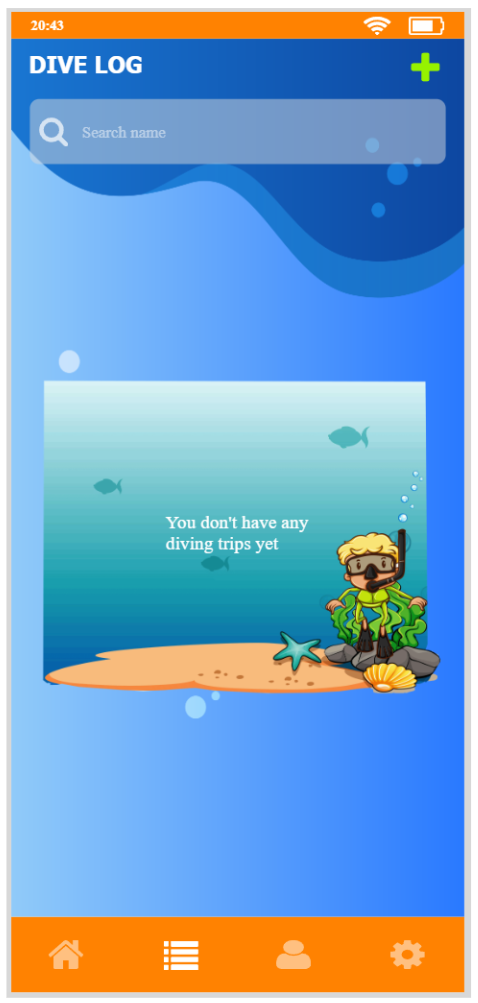 20:43
DIVE LOG
Search name
You don't have any
diving trips yet